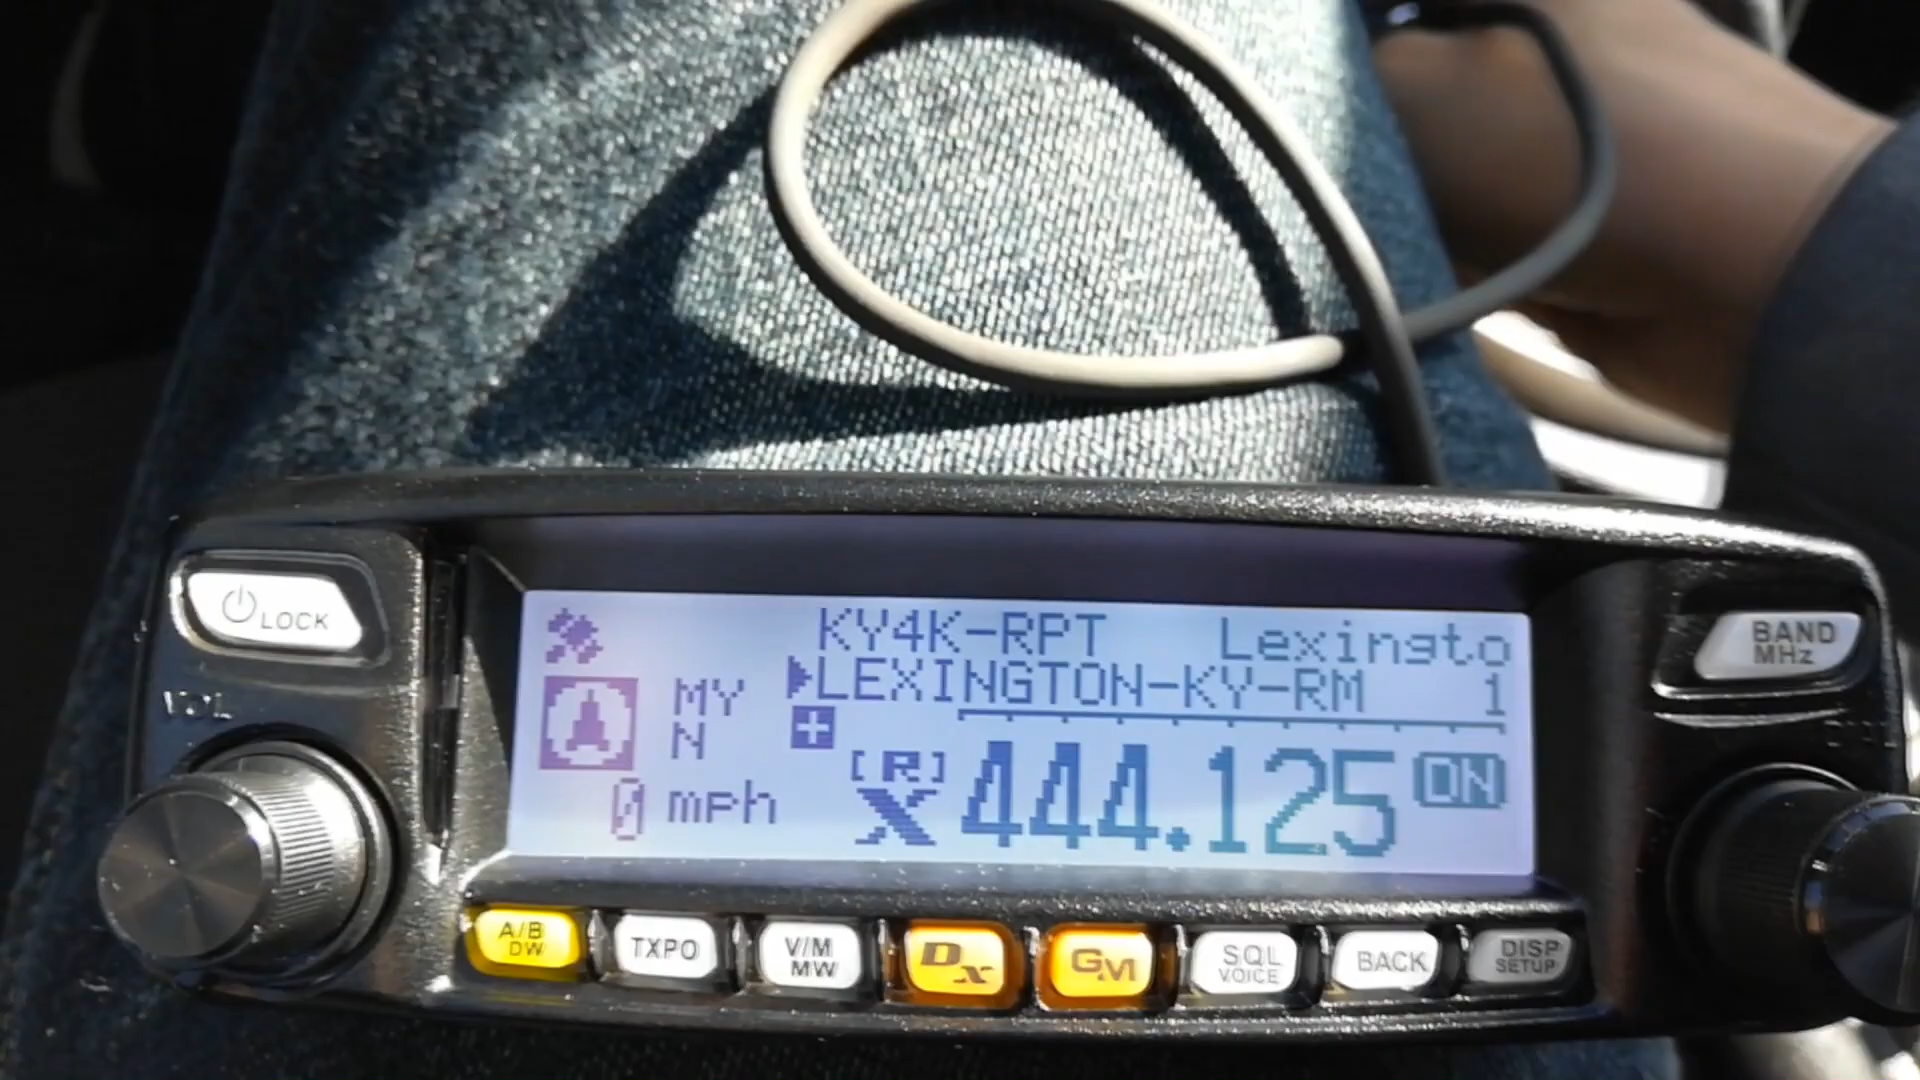 LOCK
VOL
KY4K-RPT Lexingto
LEXINGTON-KY-RM 1
MY
N
0 mph
[R]
X 444.125 DN
BAND
MHz
A/B
DW
TXPO
V/M
MW
DX
GM
SQL
VOICE
BACK
DISP
SETUP